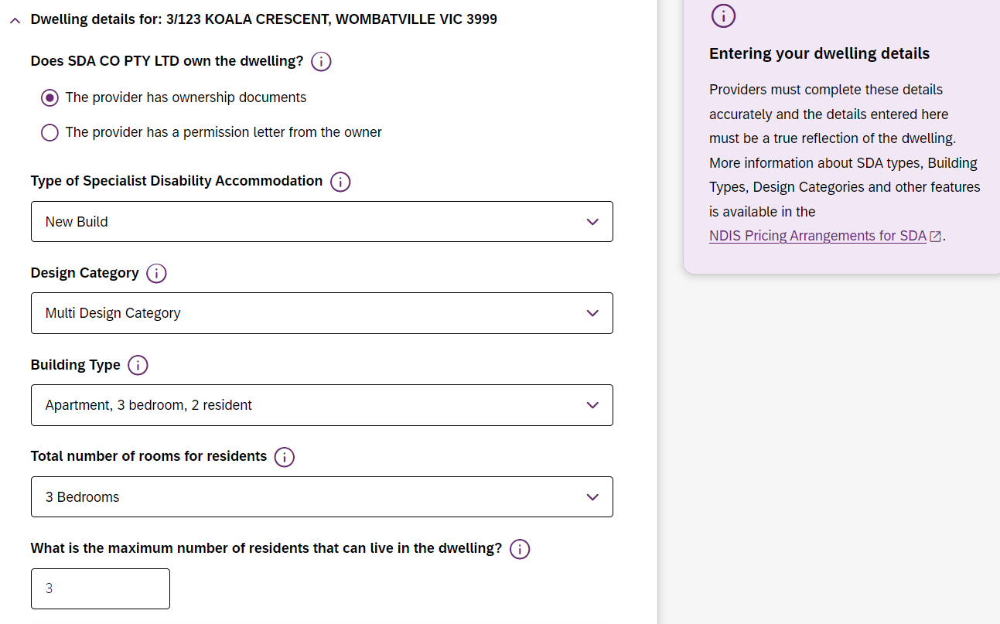 Dwelling details for: 3/123 KOALA CRESCENT, WOMBATVILLE VIC 3999
Does SDA CO PTY LTD own the dwelling?
The provider has ownership documents
The provider has a permission letter from the owner
Type of Specialist Disability Accommodation
New Build
Design Category
Multi Design Category
Building Type
Apartment, 3 bedroom, 2 resident
Total number of rooms for residents
3 Bedrooms
What is the maximum number of residents that can live in the dwelling?
3
Entering your dwelling details
Providers must complete these details
accurately and the details entered here
must be a true reflection of the dwelling.
More information about SDA types, Building
Types, Design Categories and other features
is available in the
NDIS Pricing Arrangements for SDA.